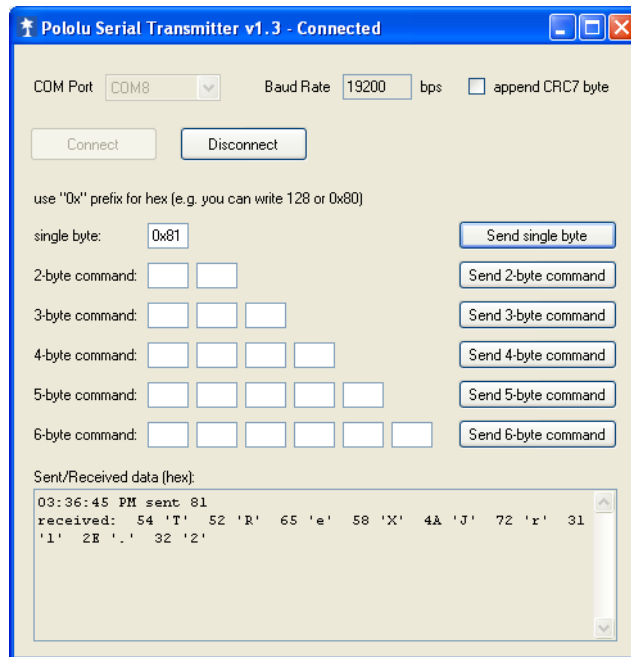 Pololu Serial Transmitter v1.3 - Connected
COM Port COM8 Baud Rate 19200 bps append CRC7 byte
Connect Disconnect
use "0x" prefix for hex (e.g. you can write 128 or 0x80)
single byte: 0x81 Send single byte
2-byte command: Send 2-byte command
3-byte command: Send 3-byte command
4-byte command: Send 4-byte command
5-byte command: Send 5-byte command
6-byte command: Send 6-byte command
Sent/Received data (hex):
03:36:45 PM sent 81
received: 54 'T' 52 'R' 65 'e' 58 'X' 4A 'J' 72 'r' 31
'1' 2E '.' 32 '2'